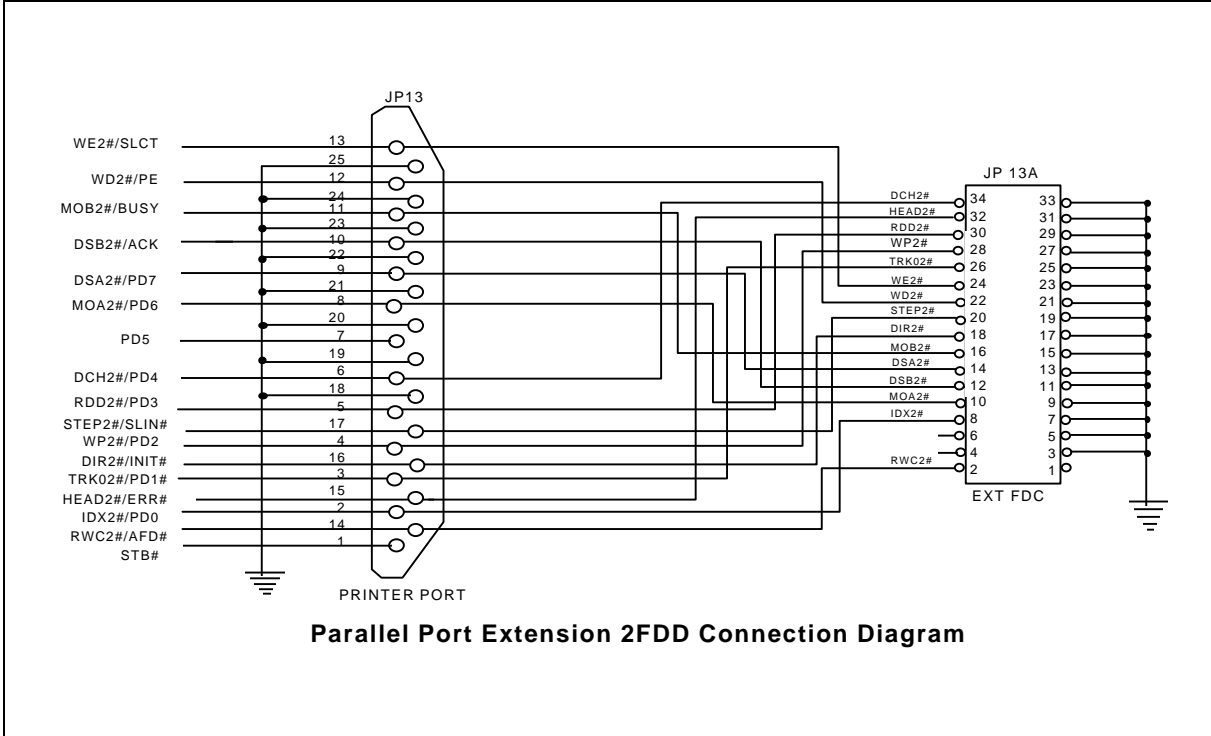 JP13
WE2#/SLCT 13
25
WD2#/PE 12
24
MOB2#/BUSY 11
23
DSB2#/ACK 10
22
DSA2#/PD7 9
21
MOA2#/PD6 8
20
PD5 7
19
DCH2#/PD4 6
18
RDD2#/PD3 5
STEP2#/SLIN# 17
WP2#/PD2 4
DIR2#/INIT# 16
TRK02#/PD1# 3
HEAD2#/ERR# 15
IDX2#/PD0 2
RWC2#/AFD# 14
STB# 1
PRINTER PORT
JP 13A
DCH2# 34 33
HEAD2# 32 31
RDD2# 30 29
WP2# 28 27
TRK02# 26 25
WE2# 24 23
WD2# 22 21
STEP2# 20 19
DIR2# 18 17
MOB2# 16 15
DSA2# 14 13
DSB2# 12 11
MOA2# 10 9
IDX2# 8 7
6 5
4 3
RWC2# 2 1
EXT FDC
Parallel Port Extension 2FDD Connection Diagram